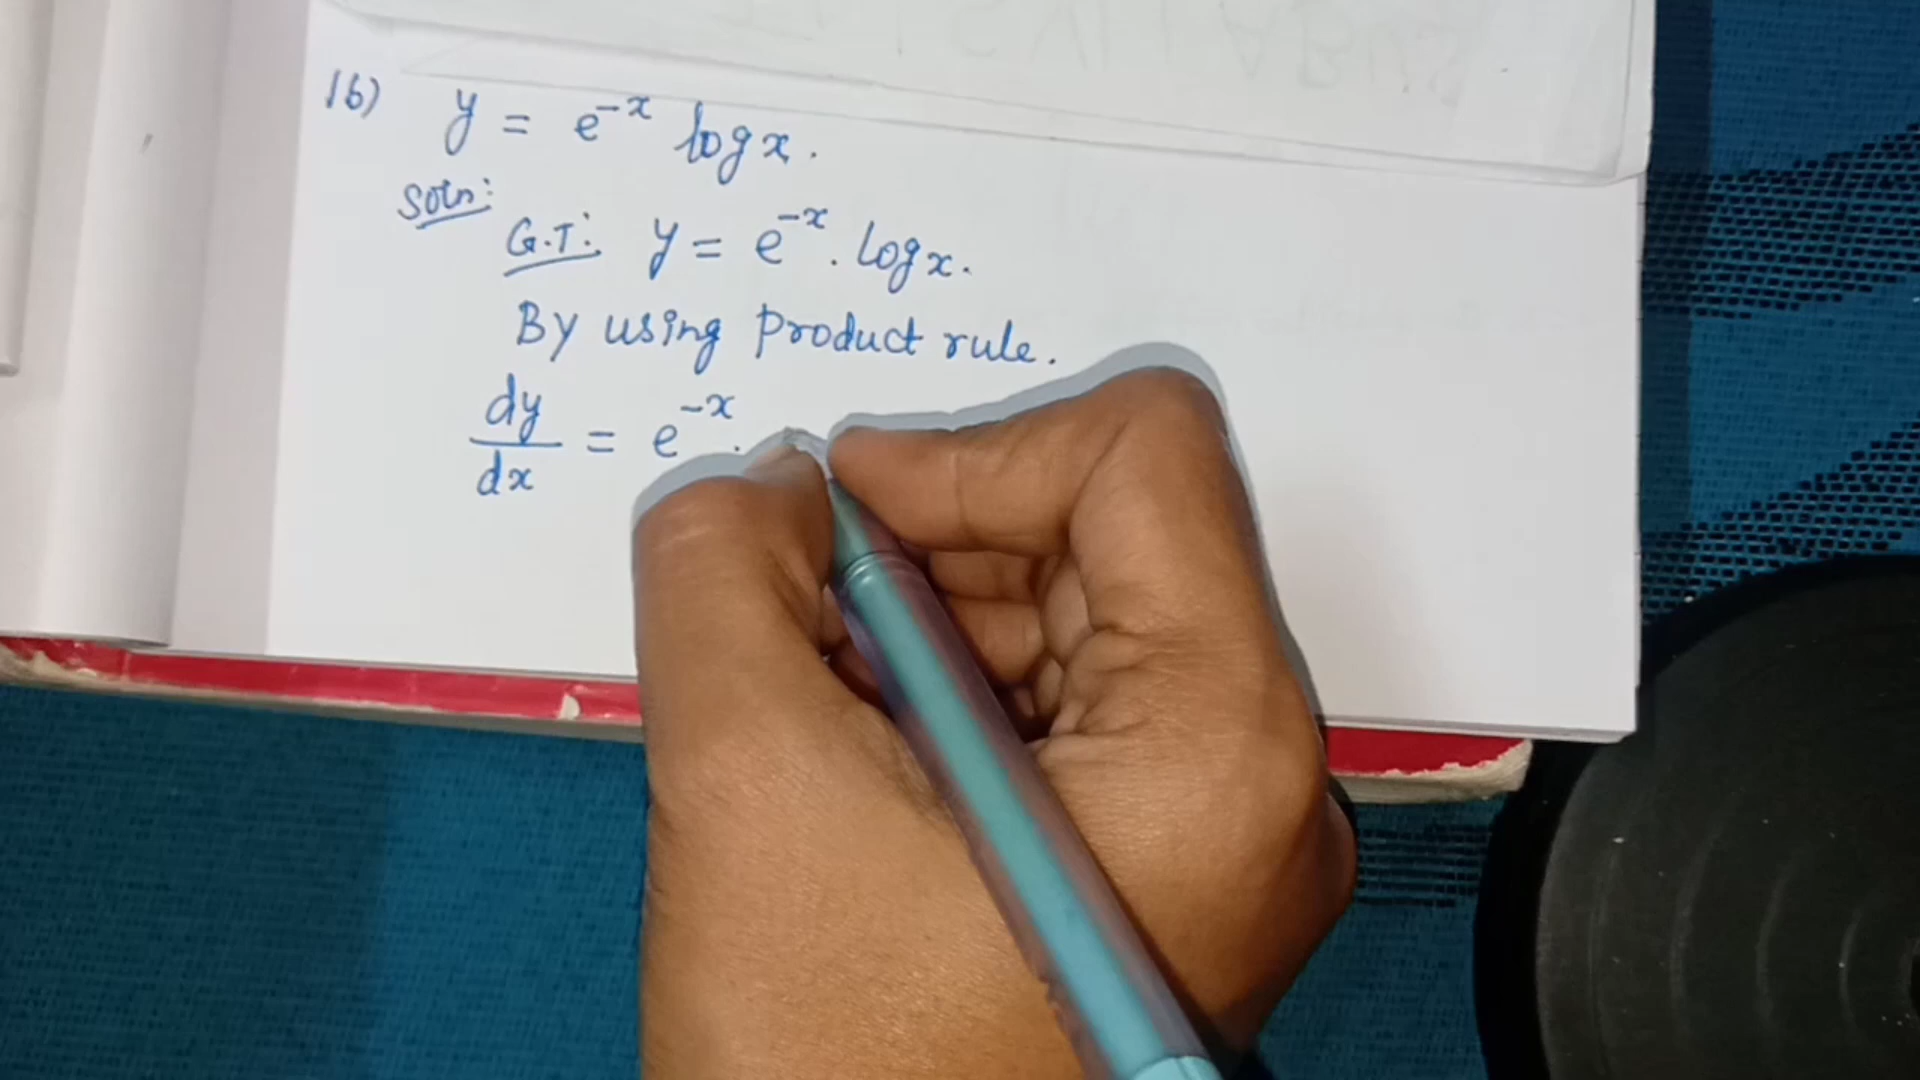 16) y = e⁻ˣ log x.
Soln:
G.T: y = e⁻ˣ . log x.
By using product rule.
dy/dx = e⁻ˣ .